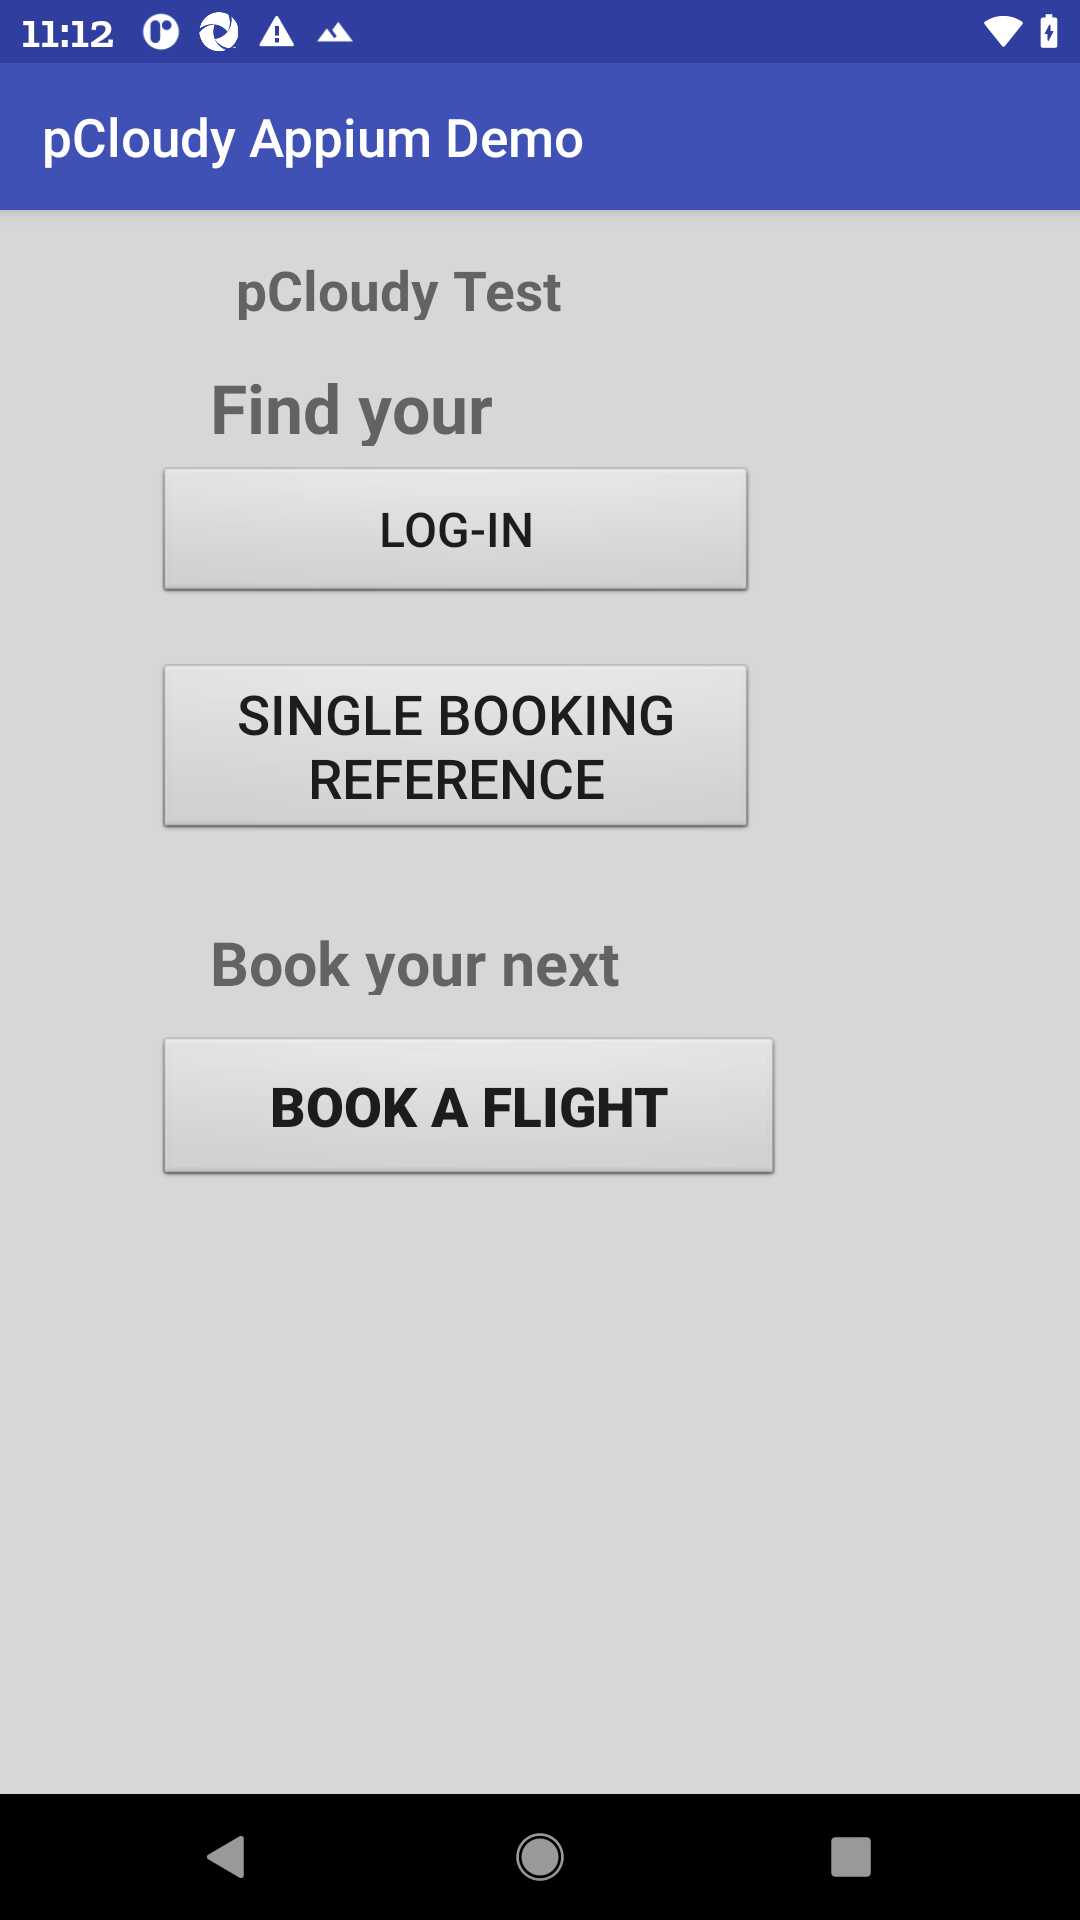 11:12
pCloudy Appium Demo
pCloudy Test
Find your
LOG-IN
SINGLE BOOKING
REFERENCE
Book your next
BOOK A FLIGHT